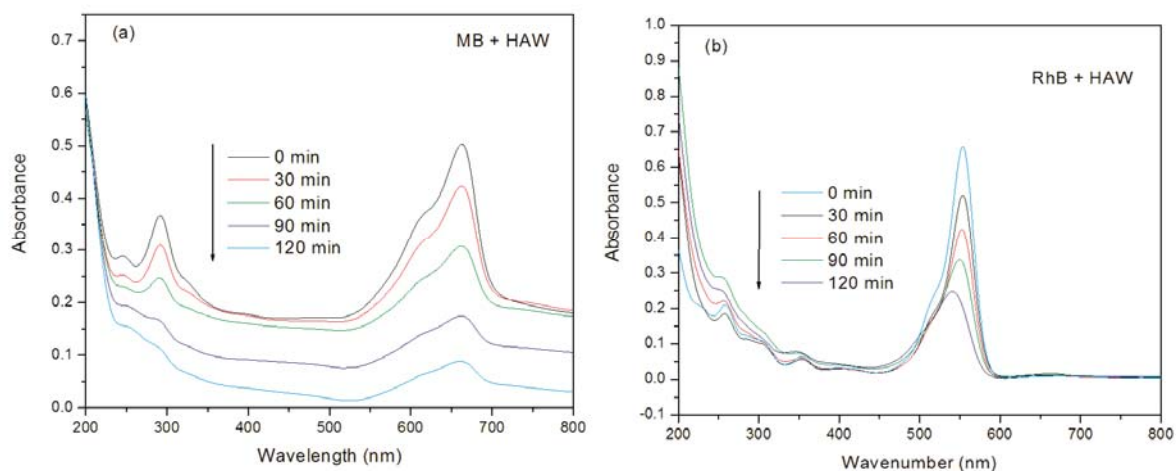 (a)
MB + HAW
Absorbance
0.7
0.6
0.5
0.4
0.3
0.2
0.1
0.0
0 min
30 min
60 min
90 min
120 min
200 300 400 500 600 700 800
Wavelength (nm)
(b)
RhB + HAW
Absorbance
1.0
0.9
0.8
0.7
0.6
0.5
0.4
0.3
0.2
0.1
0.0
-0.1
0 min
30 min
60 min
90 min
120 min
200 300 400 500 600 700 800
Wavenumber (nm)